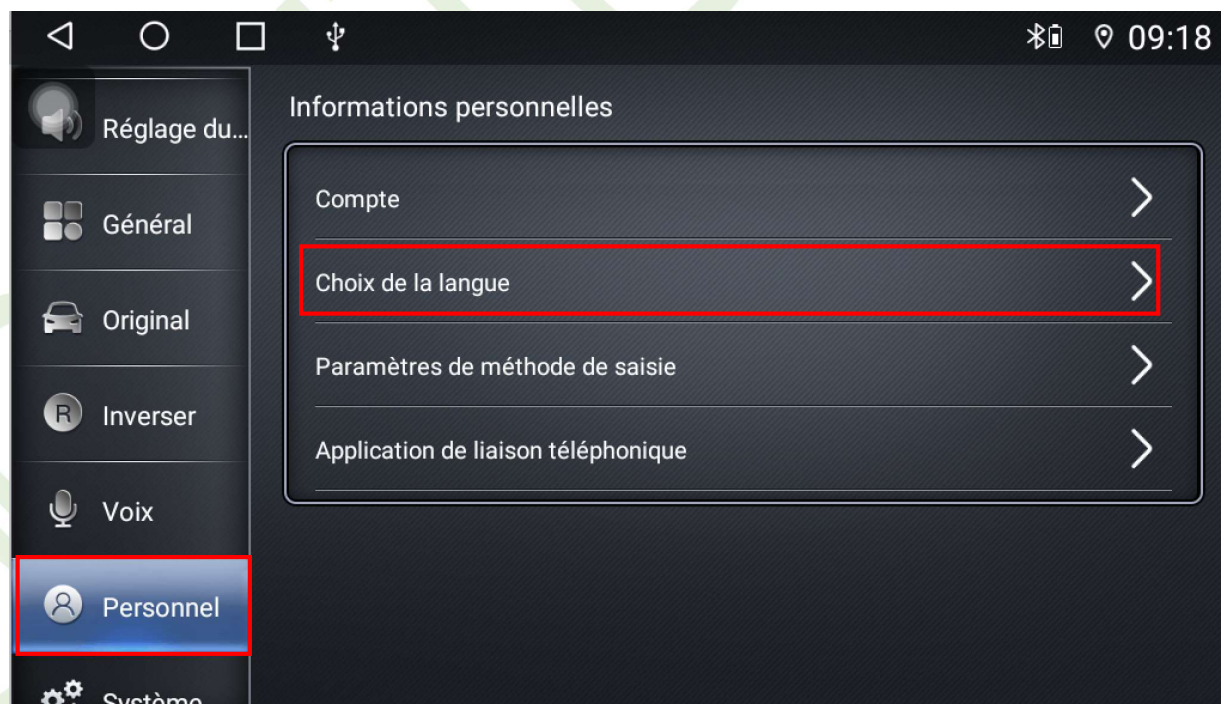 09:18
Réglage du...
Général
Original
R
Inverser
Voix
Personnel
Système
Informations personnelles
Compte
Choix de la langue
Paramètres de méthode de saisie
Application de liaison téléphonique